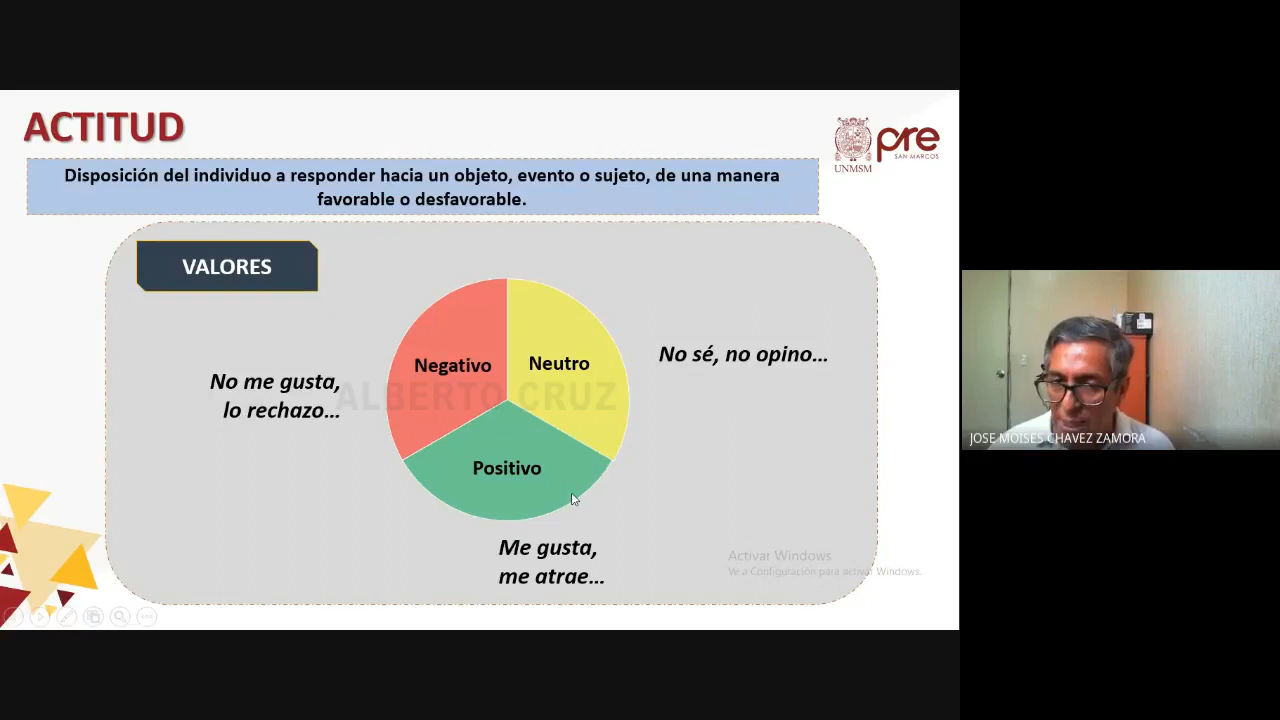 ACTITUD
UNMSM
pre
SAN MARCOS
Disposición del individuo a responder hacia un objeto, evento o sujeto, de una manera
favorable o desfavorable.
VALORES
Negativo
Neutro
No sé, no opino...
No me gusta,
lo rechazo...
ALBERTO CRUZ
Positivo
Me gusta,
me atrae...
Activar Windows
Ve a Configuración para activar Windows.
JOSE MOISES CHAVEZ ZAMORA